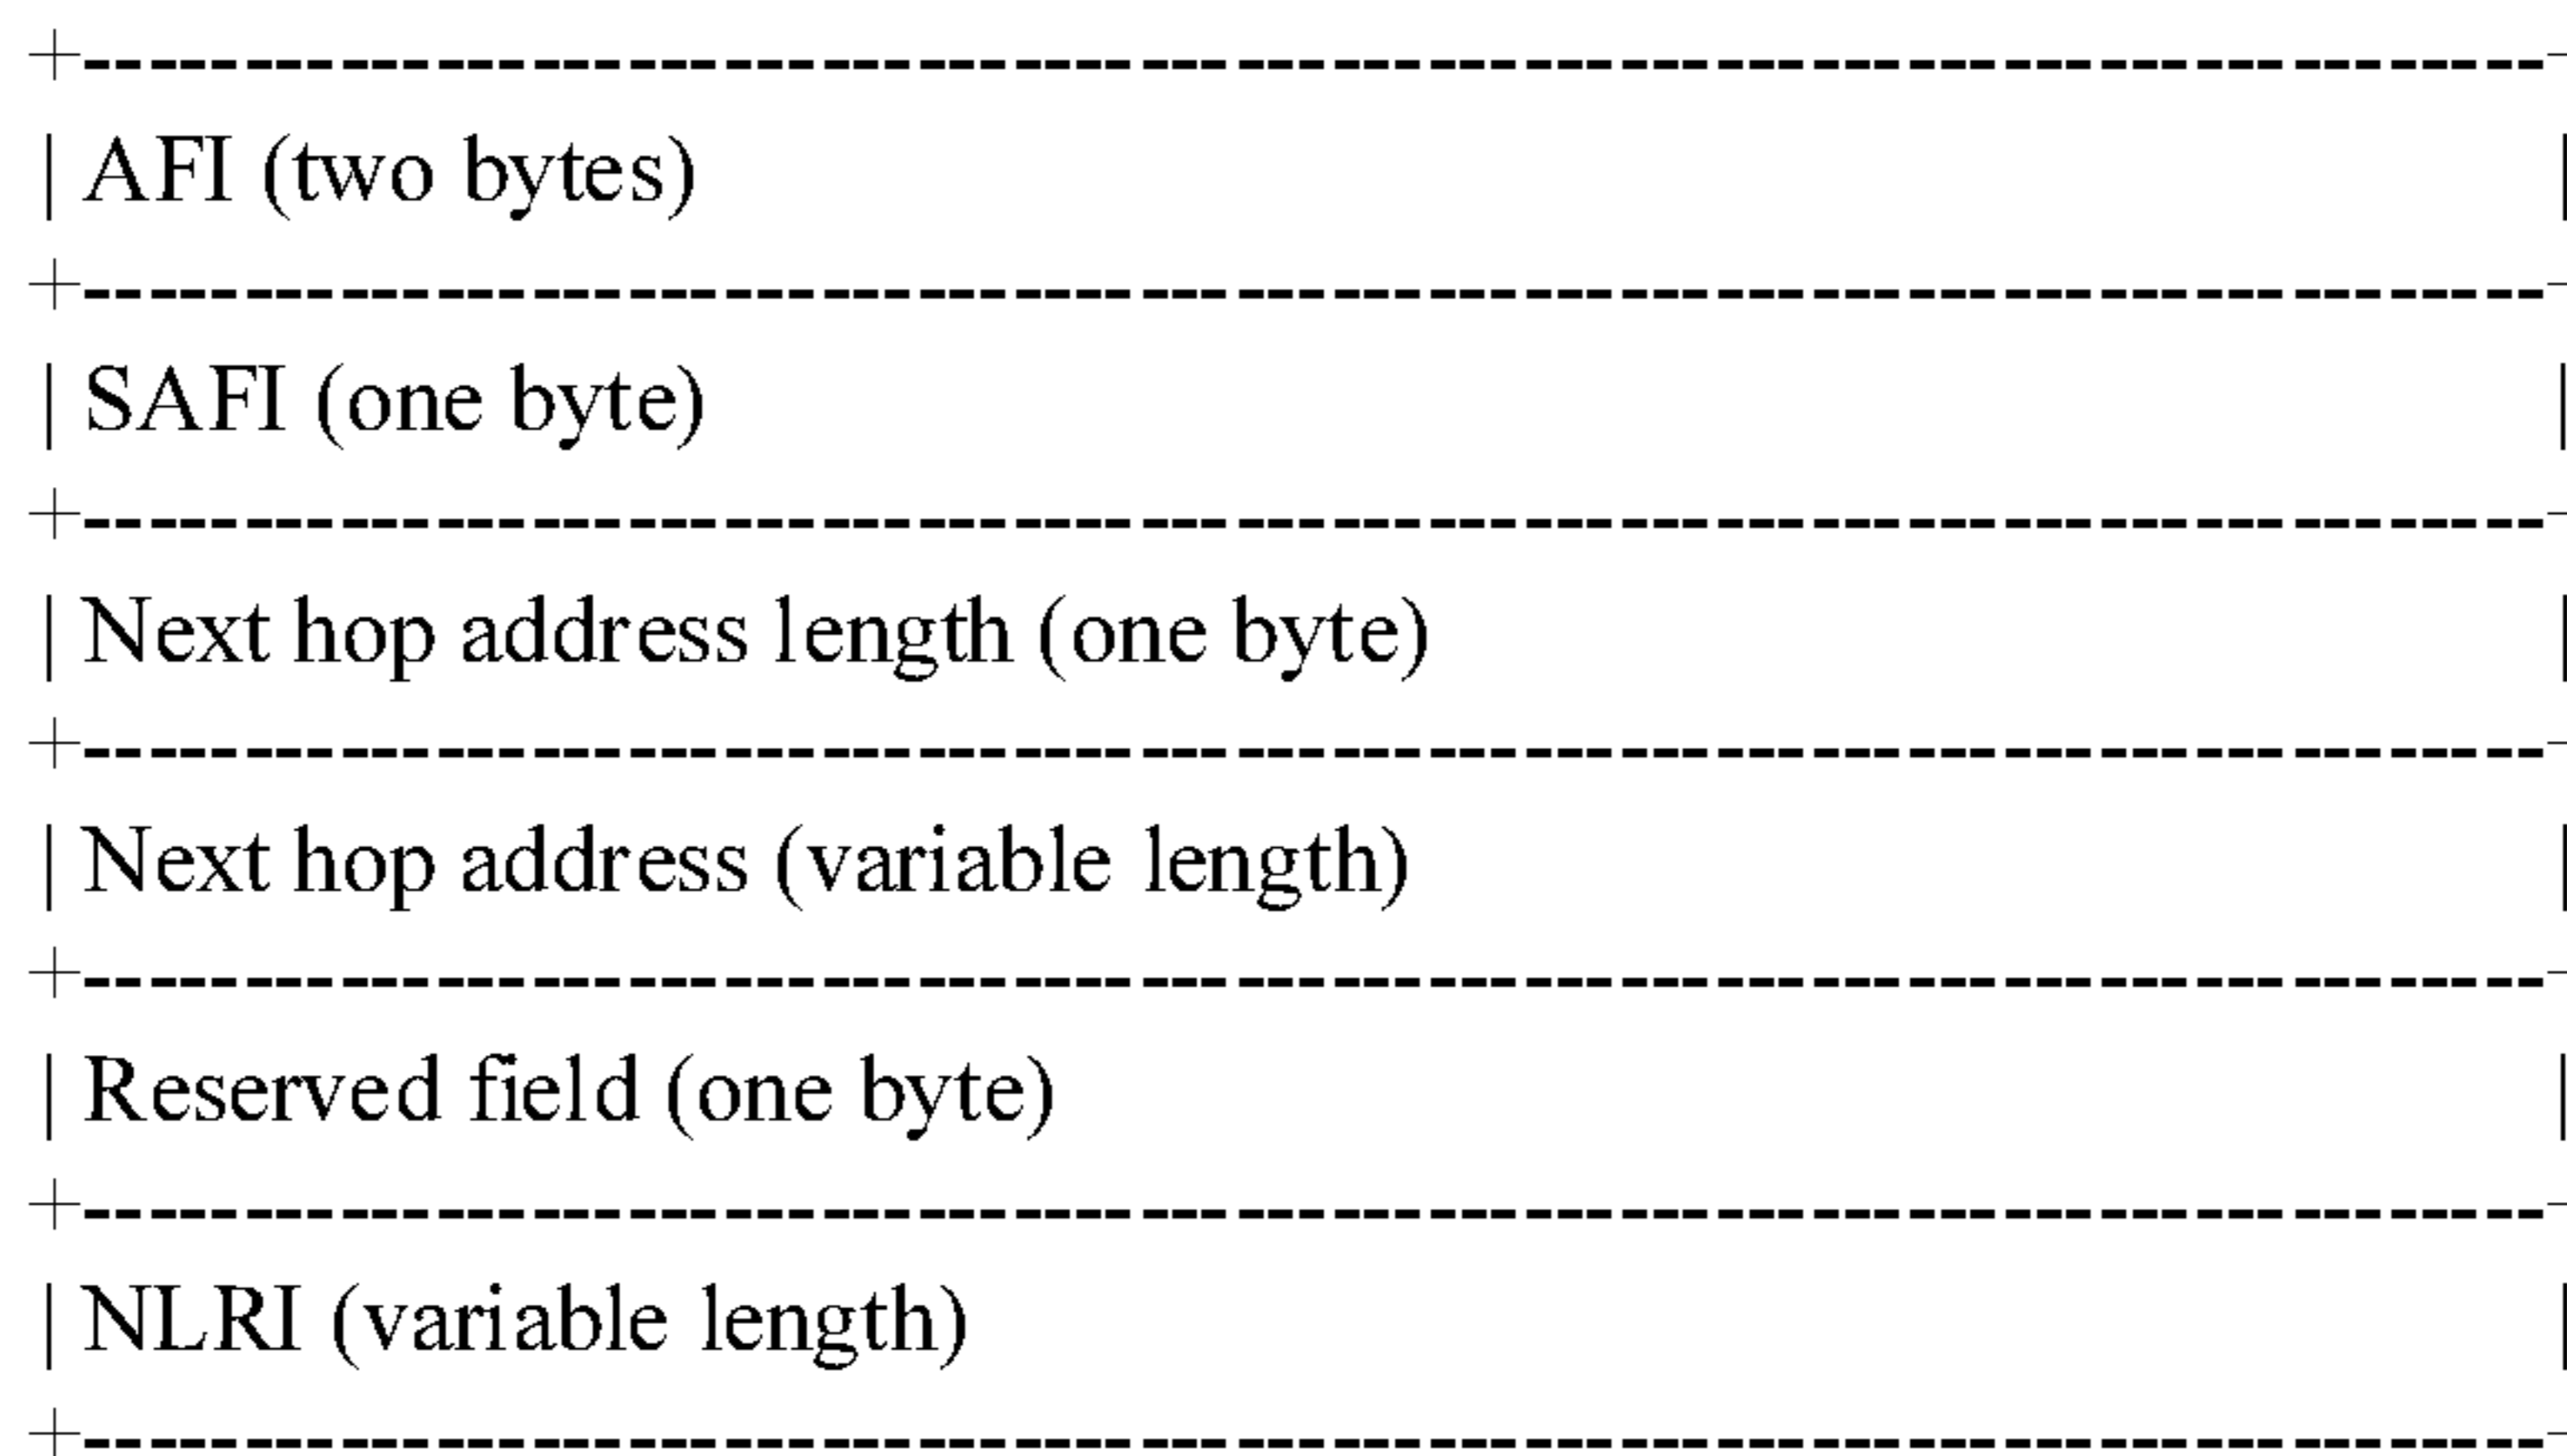 AFI (two bytes)
SAFI (one byte)
Next hop address length (one byte)
Next hop address (variable length)
Reserved field (one byte)
NLRI (variable length)